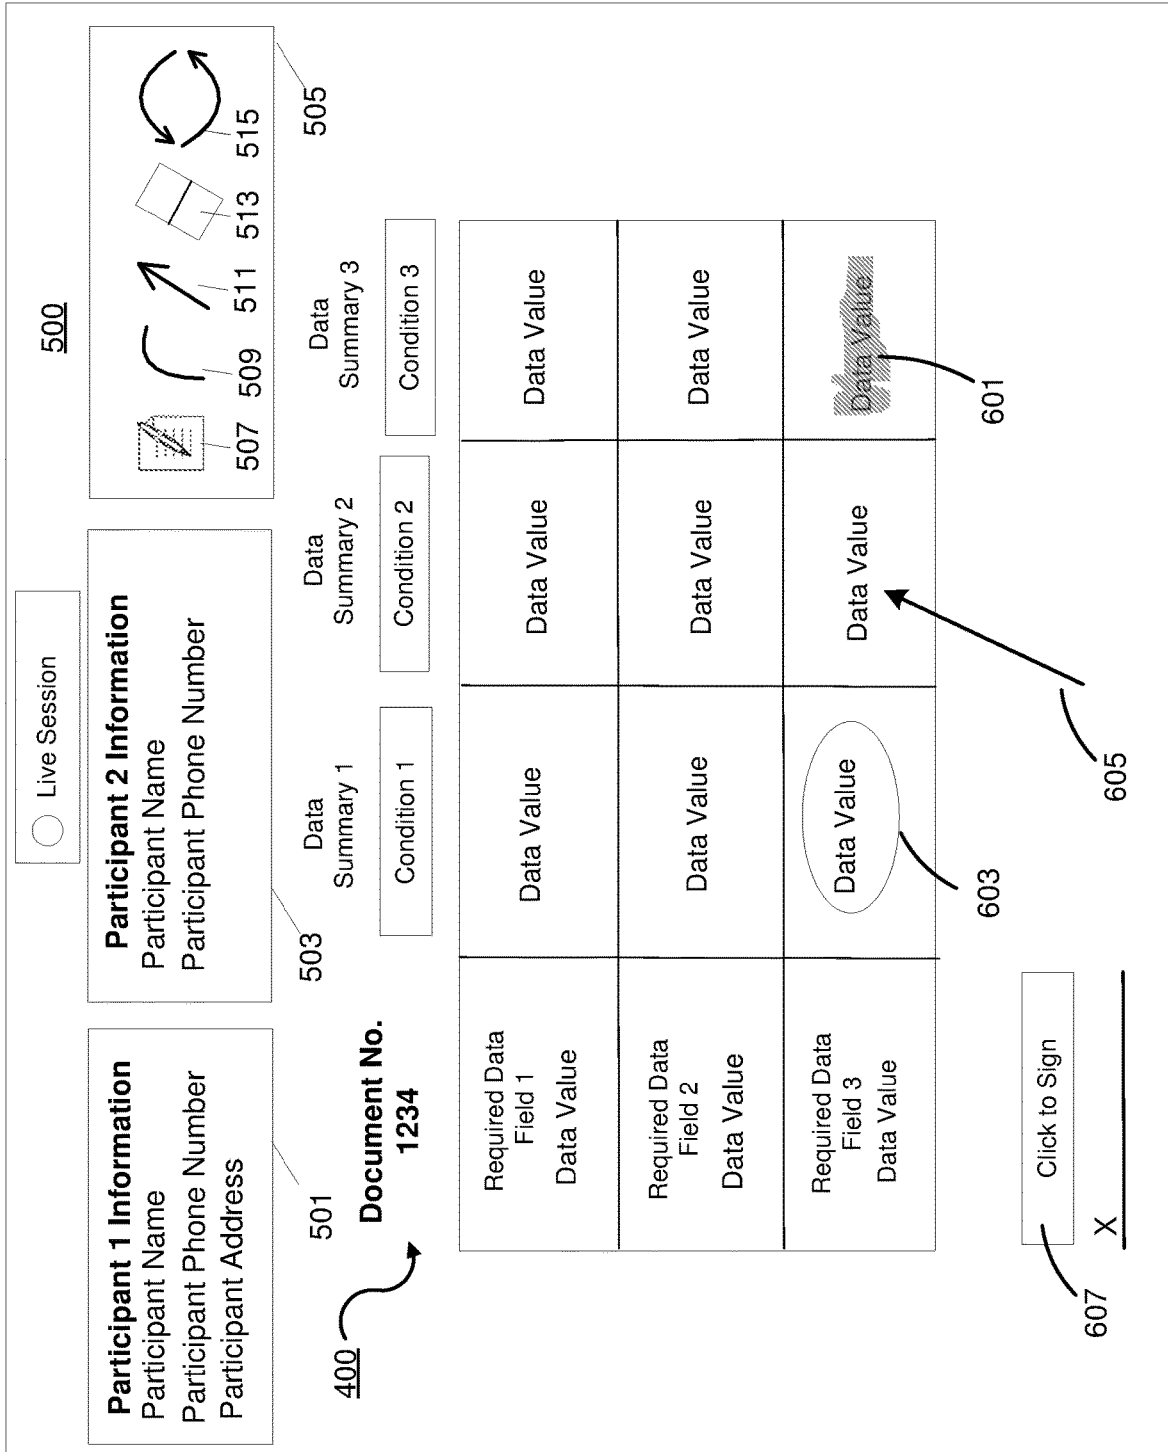 500
Live Session
Participant 1 Information
Participant Name
Participant Phone Number
Participant Address
501
Participant 2 Information
Participant Name
Participant Phone Number
503
507
509
511
513
515
505
400
Document No.
1234
Data
Summary 1
Data
Summary 2
Data
Summary 3
Condition 1
Condition 2
Condition 3
Required Data
Field 1
Data Value
Data Value
Data Value
Data Value
Required Data
Field 2
Data Value
Data Value
Data Value
Data Value
Required Data
Field 3
Data Value
Data Value
Data Value
Data Value
601
603
605
607
Click to Sign
X